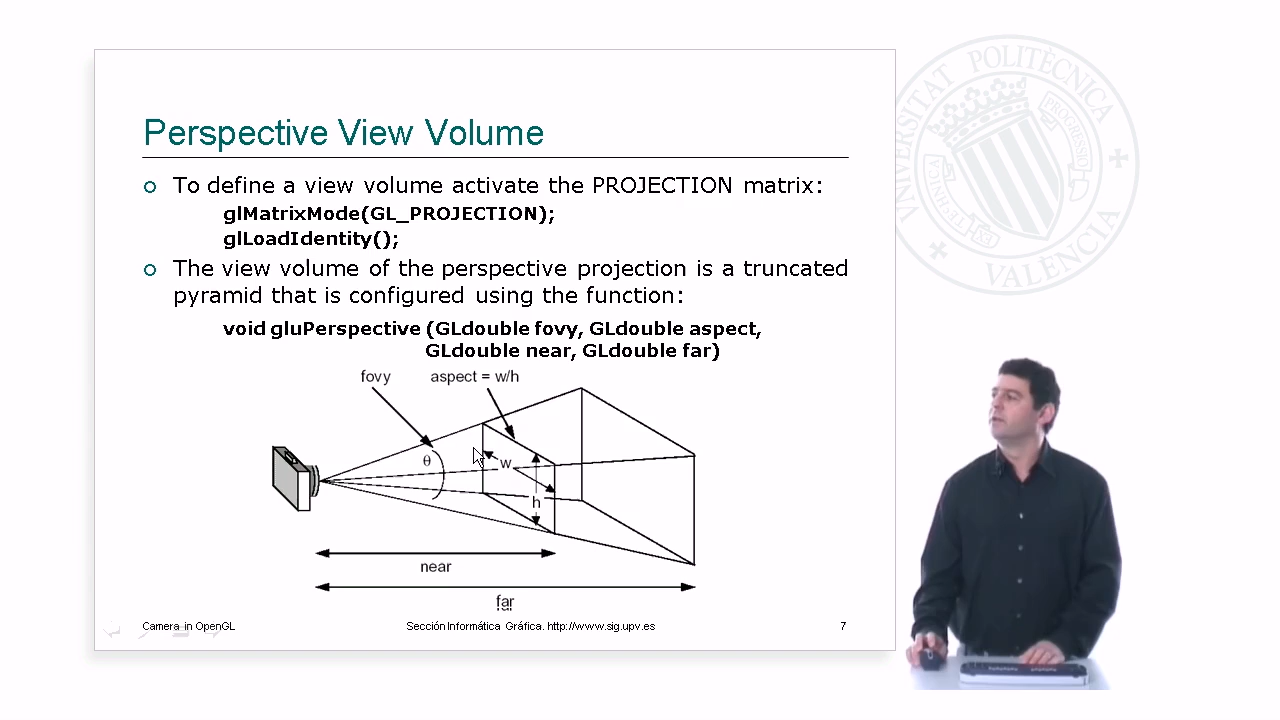 UNIVERSITAT POLITÈCNICA
VALÈNCIA
Perspective View Volume
To define a view volume activate the PROJECTION matrix:
glMatrixMode(GL_PROJECTION);
glLoadIdentity();
The view volume of the perspective projection is a truncated
pyramid that is configured using the function:
void gluPerspective (GLdouble fovy, GLdouble aspect,
GLdouble near, GLdouble far)
fovy aspect = w/h
θ w
h
near
far
Camera in OpenGL Sección Informática Gráfica. http://www.sig.upv.es 7